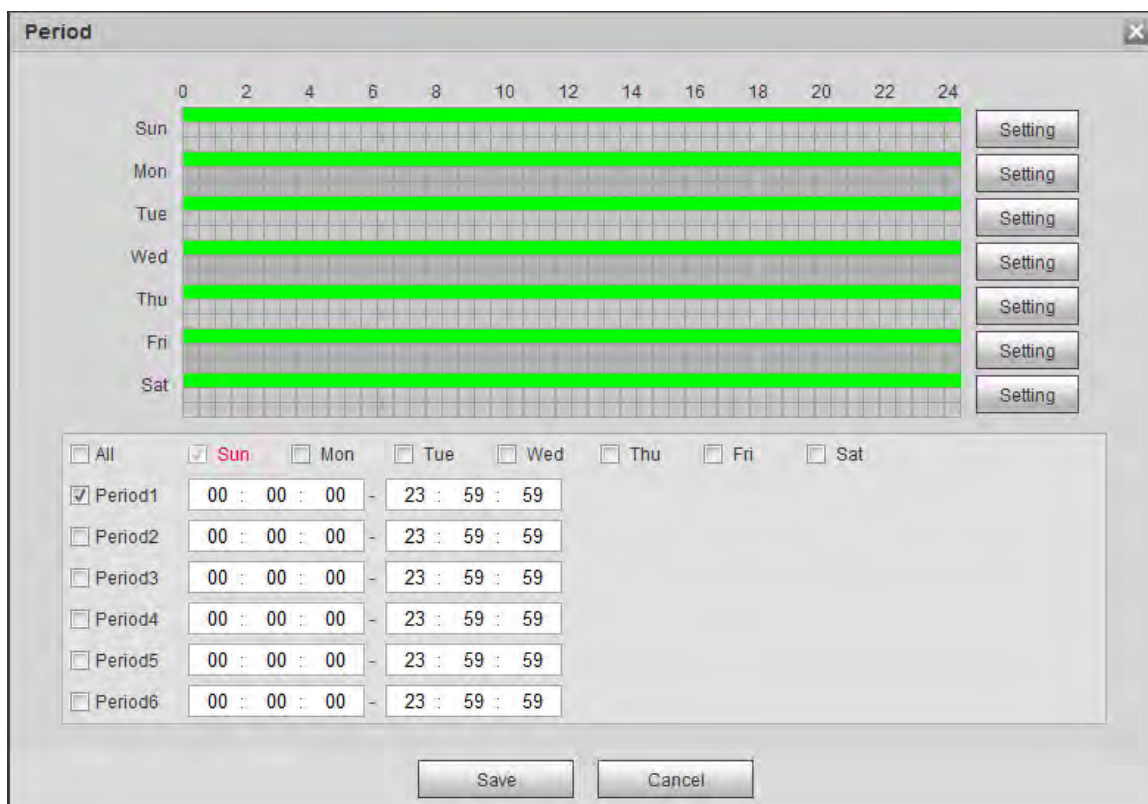 Period
0 2 4 6 8 10 12 14 16 18 20 22 24
Sun Setting
Mon Setting
Tue Setting
Wed Setting
Thu Setting
Fri Setting
Sat Setting
All Sun Mon Tue Wed Thu Fri Sat
Period1 00 : 00 : 00 - 23 : 59 : 59
Period2 00 : 00 : 00 - 23 : 59 : 59
Period3 00 : 00 : 00 - 23 : 59 : 59
Period4 00 : 00 : 00 - 23 : 59 : 59
Period5 00 : 00 : 00 - 23 : 59 : 59
Period6 00 : 00 : 00 - 23 : 59 : 59
Save Cancel